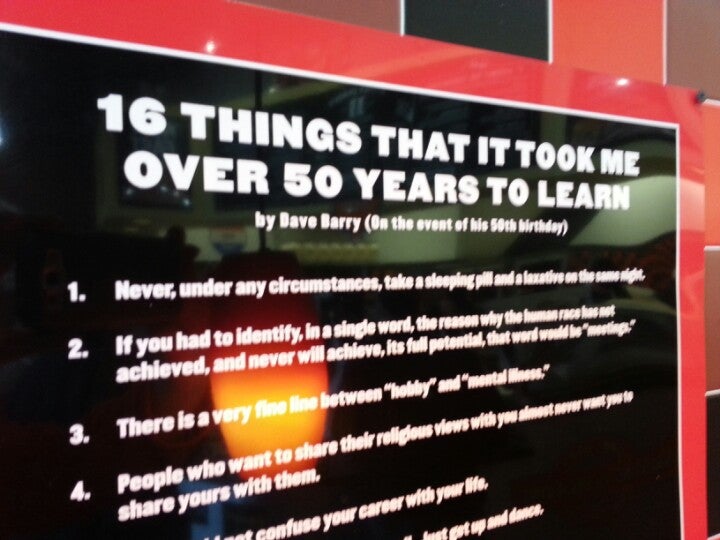 16 THINGS THAT IT TOOK ME
OVER 50 YEARS TO LEARN
by Dave Barry (On the event of his 50th birthday)
1. Never, under any circumstances, take a sleeping pill and a laxative on the same night.
2. If you had to identify, in a single word, the reason why the human race has not
achieved, and never will achieve, its full potential, that word would be "meetings."
3. There is a very fine line between "hobby" and "mental illness."
4. People who want to share their religious views with you almost never want you to
share yours with them.
not confuse your career with your life.
Just get up and dance.